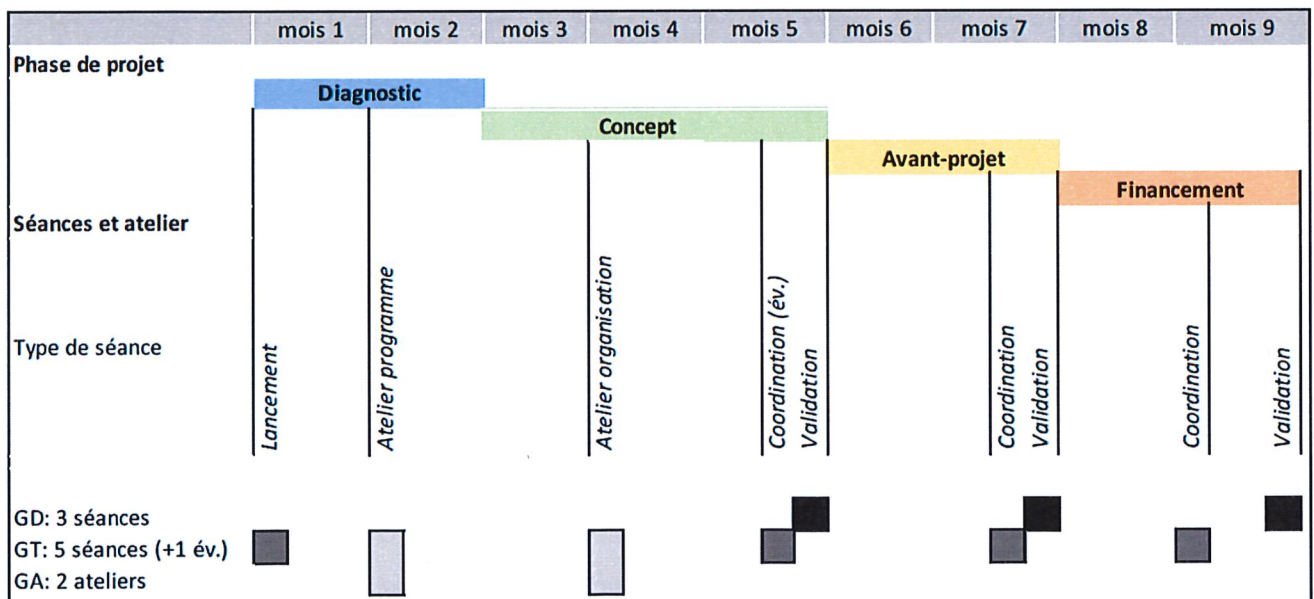 mois 1 mois 2 mois 3 mois 4 mois 5 mois 6 mois 7 mois 8 mois 9
Phase de projet
Diagnostic
Concept
Avant-projet
Financement
Séances et atelier
Type de séance
Lancement
Atelier programme
Atelier organisation
Coordination (év.)
Validation
Coordination
Validation
Coordination
Validation
GD: 3 séances
GT: 5 séances (+1 év.)
GA: 2 ateliers